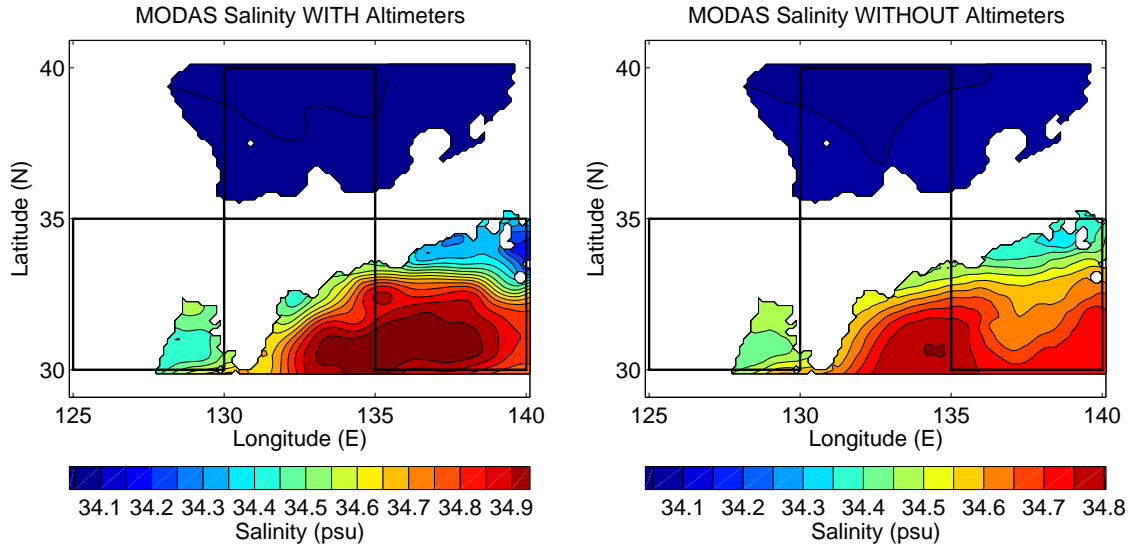 MODAS Salinity WITH Altimeters
40
35
30
Latitude (N)
125 130 135 140
Longitude (E)
34.1 34.2 34.3 34.4 34.5 34.6 34.7 34.8 34.9
Salinity (psu)
MODAS Salinity WITHOUT Altimeters
40
35
30
Latitude (N)
125 130 135 140
Longitude (E)
34.1 34.2 34.3 34.4 34.5 34.6 34.7 34.8
Salinity (psu)